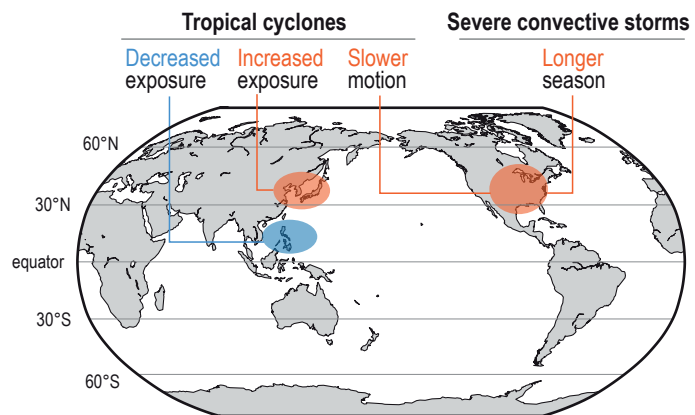 Tropical cyclones
Severe convective storms
Decreased
exposure
Increased
exposure
Slower
motion
Longer
season
60°N
30°N
equator
30°S
60°S